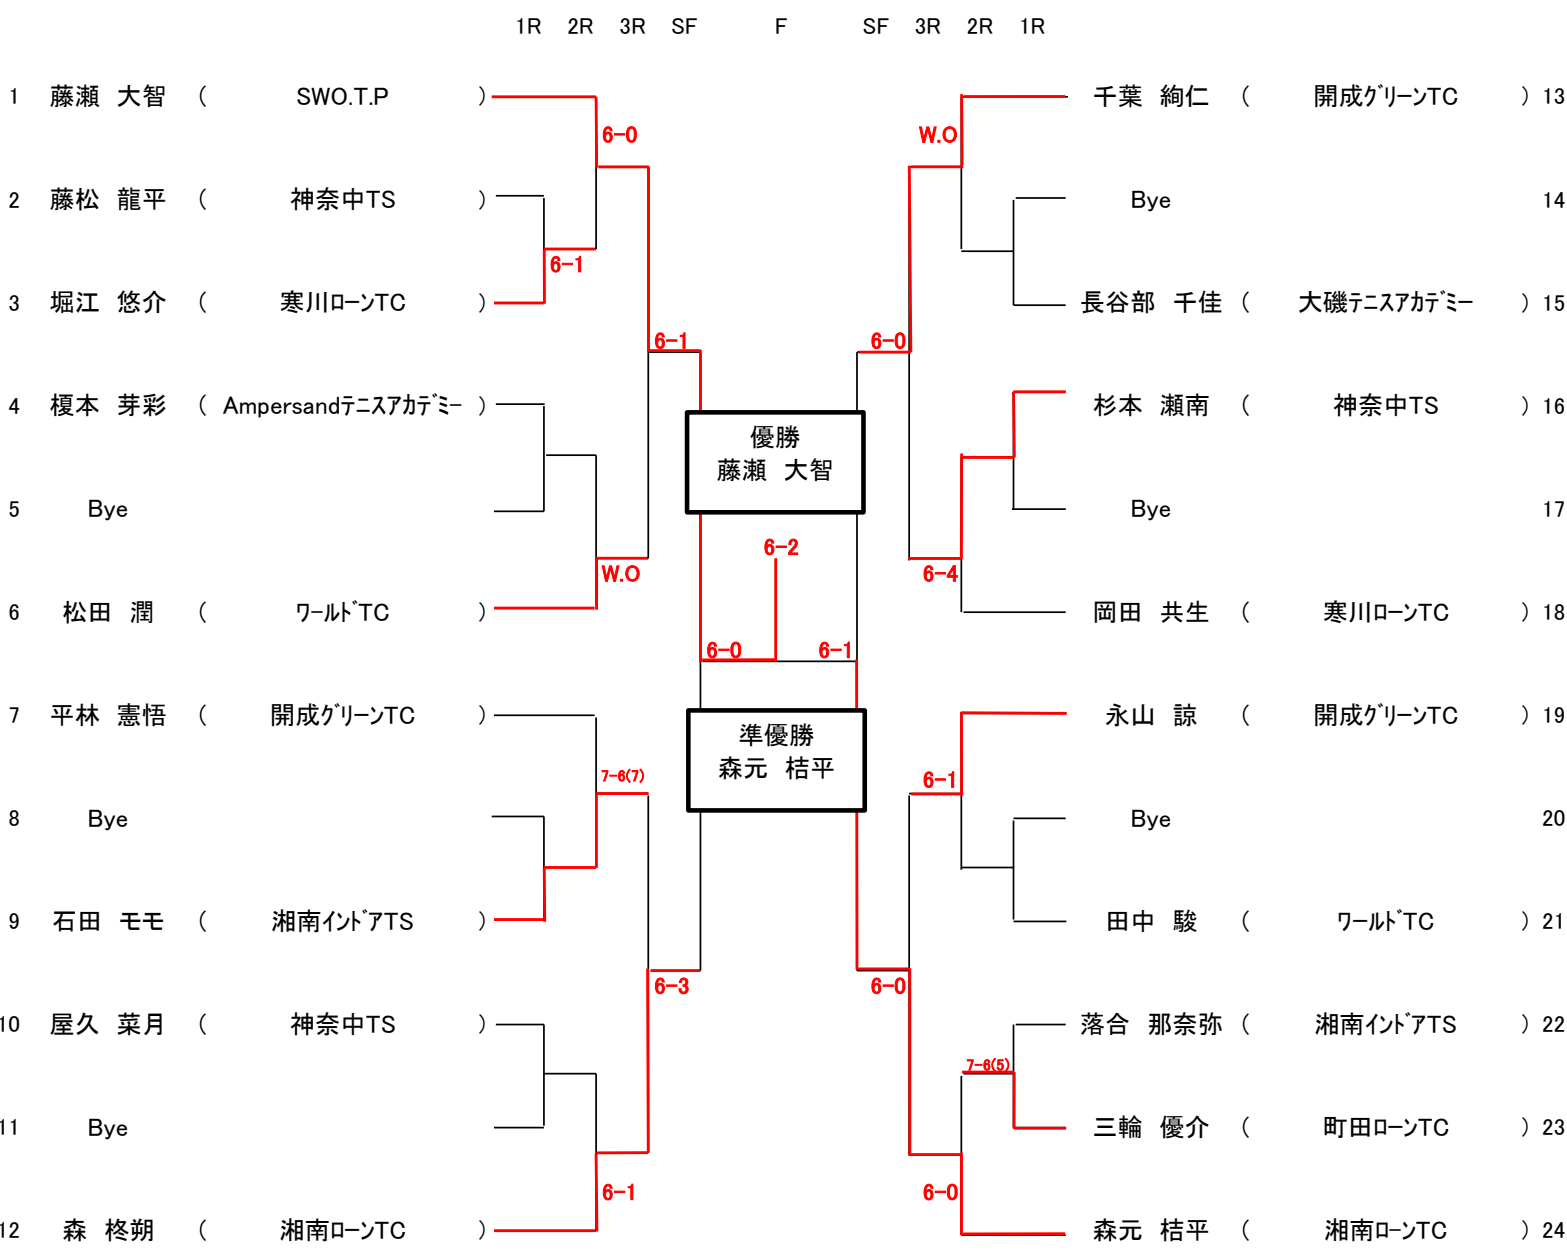 1R 2R 3R SF F SF 3R 2R 1R
1 藤瀬 大智 ( SWO.T.P ) 千葉 絢仁 ( 開成グリーンTC ) 13
6-0 W.O
2 藤松 龍平 ( 神奈中TS ) Bye 14
6-1
3 堀江 悠介 ( 寒川ローンTC ) 長谷部 千佳 ( 大磯テニスアカデミー ) 15
6-1 6-0
4 榎本 芽彩 ( Ampersandテニスアカデミー ) 杉本 瀬南 ( 神奈中TS ) 16
優勝
藤瀬 大智
5 Bye Bye 17
6-2
W.O 6-4
6 松田 潤 ( ワールドTC ) 岡田 共生 ( 寒川ローンTC ) 18
6-0 6-1
7 平林 憲悟 ( 開成グリーンTC ) 永山 諒 ( 開成グリーンTC ) 19
準優勝
森元 桔平
7-6(7) 6-1
8 Bye Bye 20
9 石田 モモ ( 湘南インドアTS ) 田中 駿 ( ワールドTC ) 21
6-3 6-0
10 屋久 菜月 ( 神奈中TS ) 落合 那奈弥 ( 湘南インドアTS ) 22
7-6(5)
11 Bye 三輪 優介 ( 町田ローンTC ) 23
6-1 6-0
12 森 柊朔 ( 湘南ローンTC ) 森元 桔平 ( 湘南ローンTC ) 24